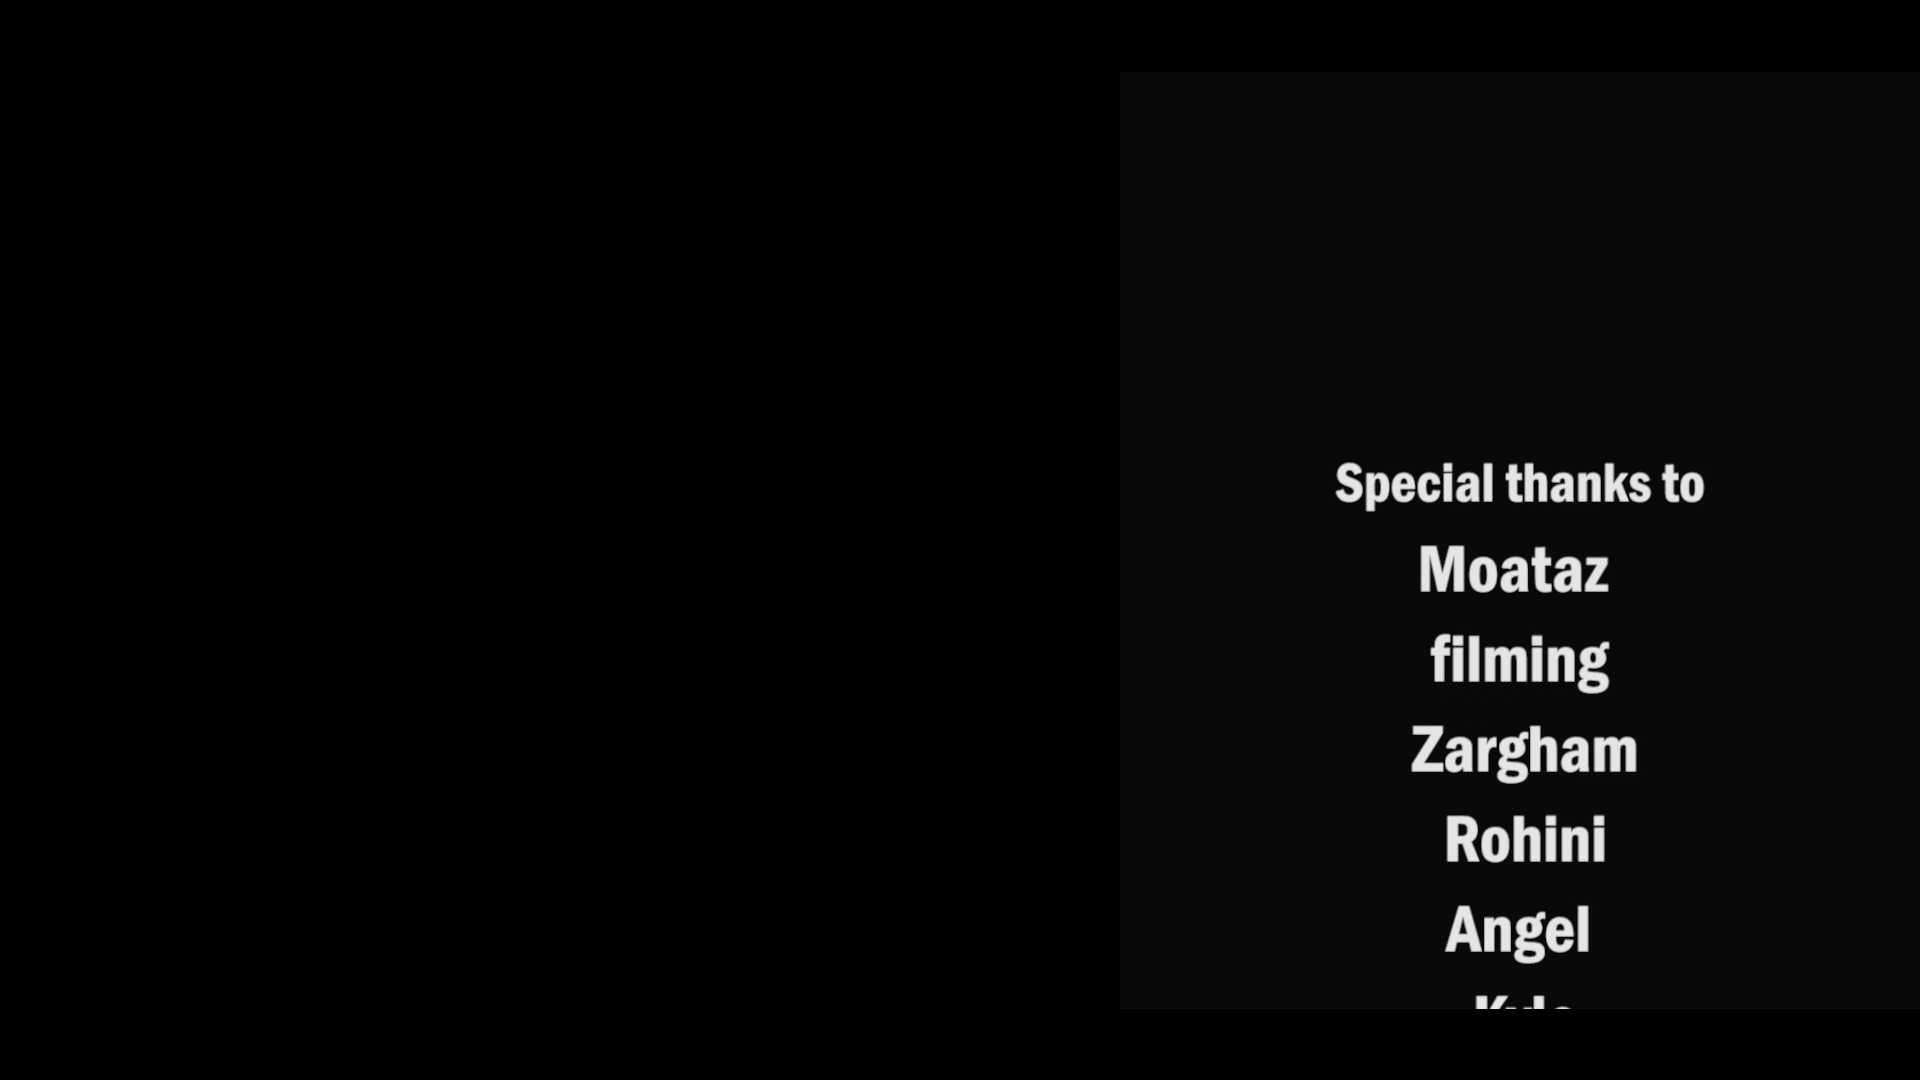 Special thanks to
Moataz
filming
Zargham
Rohini
Angel